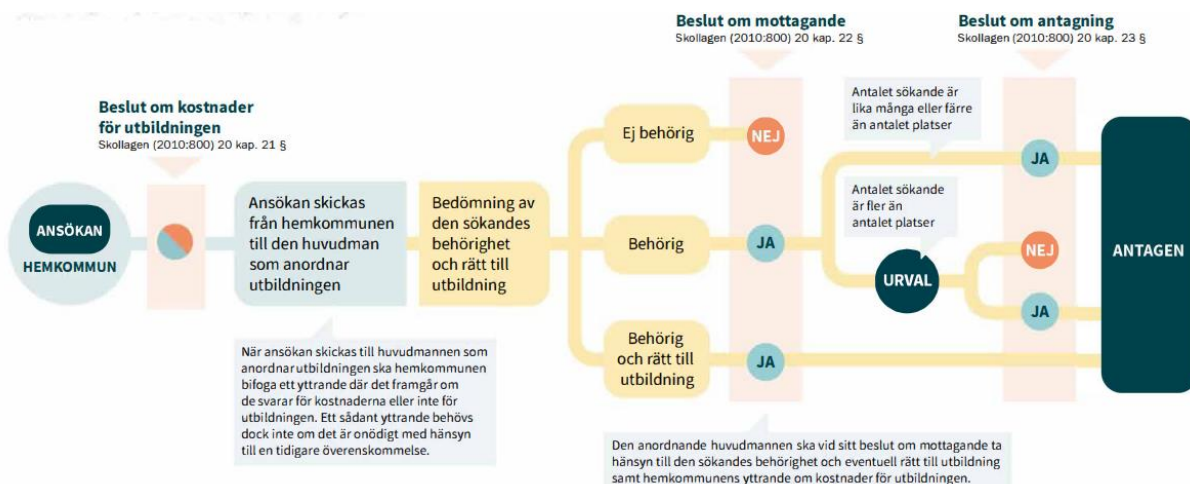 Beslut om mottagande
Skollagen (2010:800) 20 kap. 22 §
Beslut om antagning
Skollagen (2010:800) 20 kap. 23 §
Beslut om kostnader
för utbildningen
Skollagen (2010:800) 20 kap. 21 §
ANSÖKAN
HEMKOMMUN
Ansökan skickas
från hemkommunen
till den huvudman
som anordnar
utbildningen
Bedömning av
den sökandes
behörighet
och rätt till
utbildning
Ej behörig
NEJ
Behörig
JA
Behörig
och rätt till
utbildning
JA
Antalet sökande är
lika många eller färre
än antalet platser
JA
Antalet sökande
är fler än
antalet platser
URVAL
NEJ
JA
ANTAGEN
När ansökan skickas till huvudmannen som
anordnar utbildningen ska hemkommunen
bifoga ett yttrande där det framgår om
de svarar för kostnaderna eller inte för
utbildningen. Ett sådant yttrande behövs
dock inte om det är onödigt med hänsyn
till en tidigare överenskommelse.
Den anordnande huvudmannen ska vid sitt beslut om mottagande ta
hänsyn till den sökandes behörighet och eventuell rätt till utbildning
samt hemkommunens yttrande om kostnader för utbildningen.